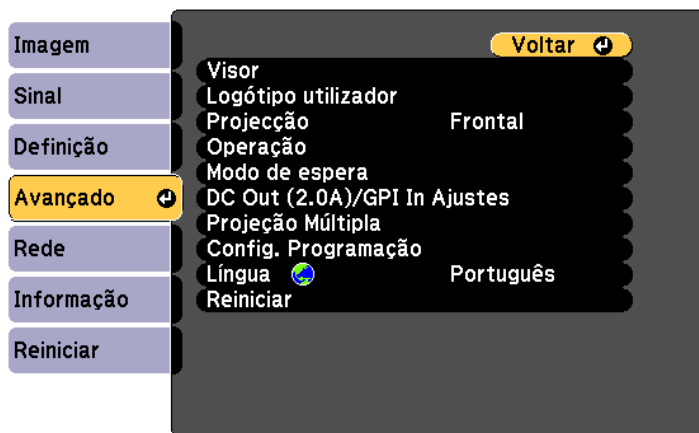 Imagem
Sinal
Definição
Avançado
Rede
Informação
Reiniciar
Voltar
Visor
Logótipo utilizador
Projecção Frontal
Operação
Modo de espera
DC Out (2.0A)/GPI In Ajustes
Projeção Múltipla
Config. Programação
Língua Português
Reiniciar